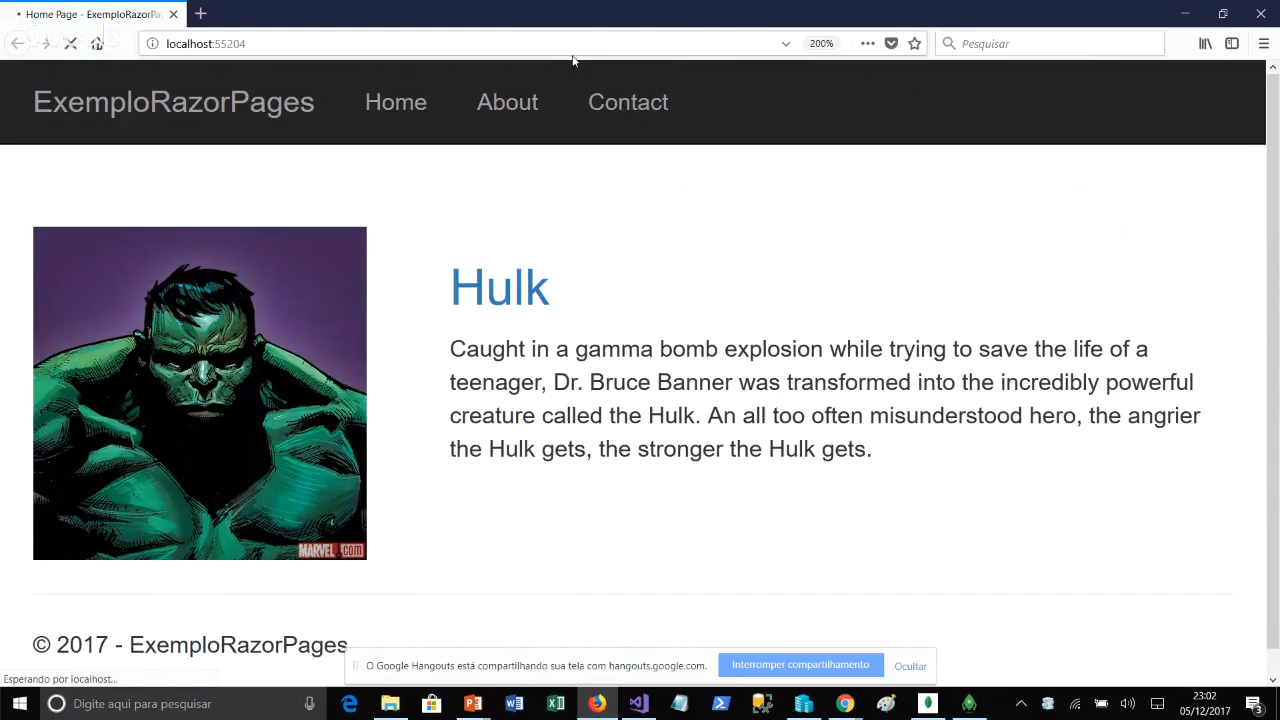 Home Page - ExemploRazorPa
localhost:55204
200%
Pesquisar
ExemploRazorPages
Home
About
Contact
Hulk
Caught in a gamma bomb explosion while trying to save the life of a
teenager, Dr. Bruce Banner was transformed into the incredibly powerful
creature called the Hulk. An all too often misunderstood hero, the angrier
the Hulk gets, the stronger the Hulk gets.
MARVEL.com
© 2017 - ExemploRazorPages
O Google Hangouts está compartilhando sua tela com hangouts.google.com.
Interromper compartilhamento
Ocultar
Esperando por localhost...
Digite aqui para pesquisar
23:02
05/12/2017
3